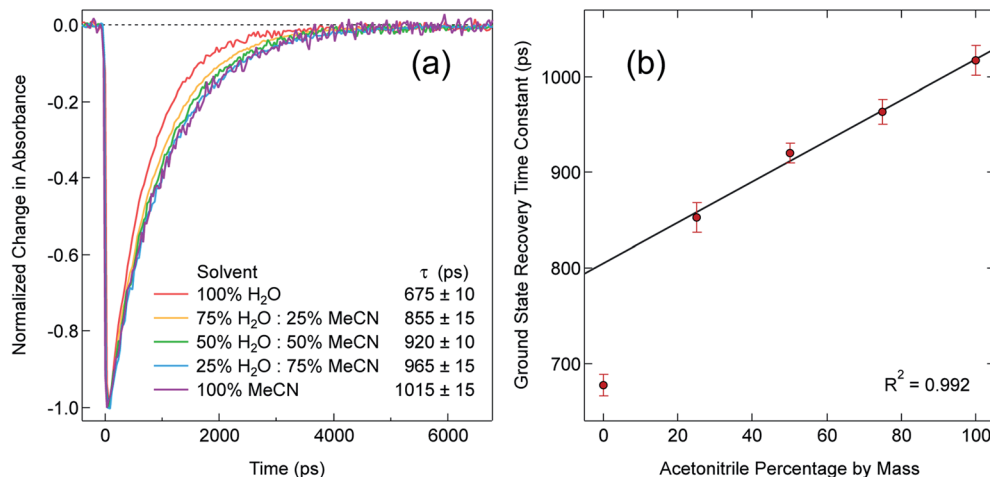 (a)
0.0
-0.2
-0.4
-0.6
-0.8
-1.0
Normalized Change in Absorbance
Solvent τ (ps)
100% H₂O 675 ± 10
75% H₂O : 25% MeCN 855 ± 15
50% H₂O : 50% MeCN 920 ± 10
25% H₂O : 75% MeCN 965 ± 15
100% MeCN 1015 ± 15
0 2000 4000 6000
Time (ps)
(b)
1000
900
800
700
Ground State Recovery Time Constant (ps)
R² = 0.992
0 20 40 60 80 100
Acetonitrile Percentage by Mass